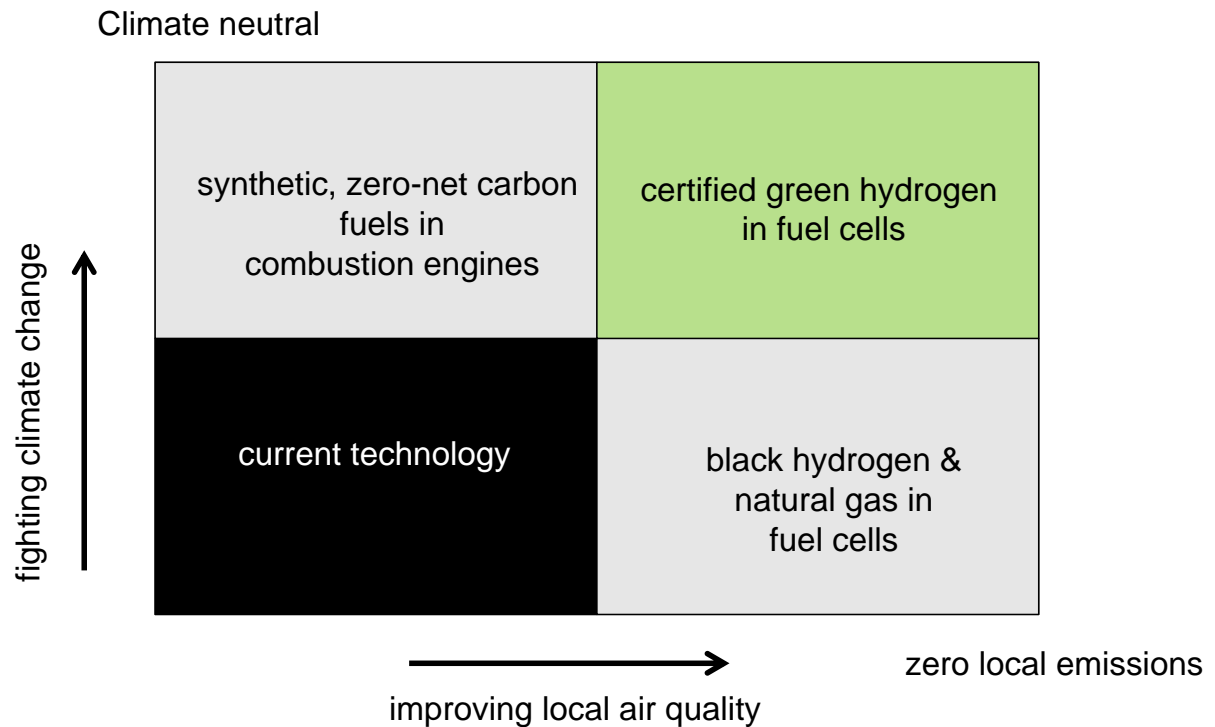 Climate neutral
synthetic, zero-net carbon
fuels in
combustion engines
certified green hydrogen
in fuel cells
fighting climate change
current technology
black hydrogen &
natural gas in
fuel cells
zero local emissions
improving local air quality